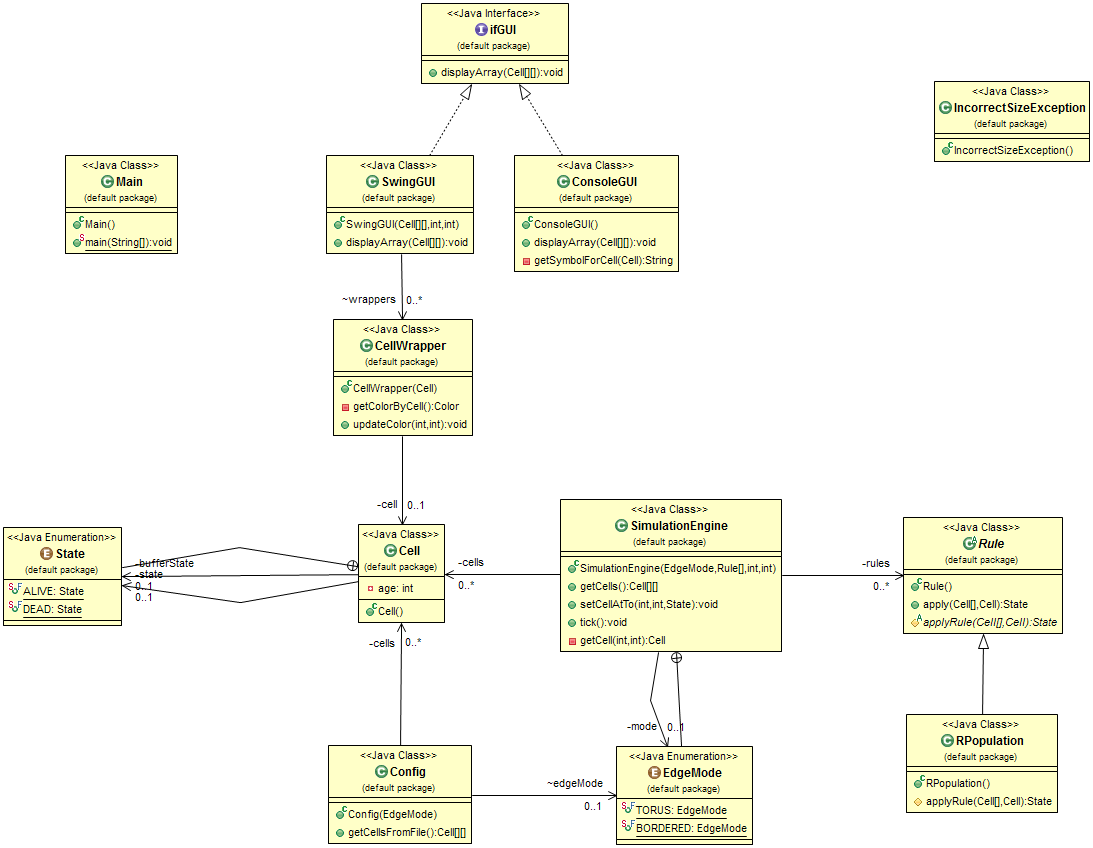 <<Java Interface>>
ifGUI
(default package)
displayArray(Cell[][]):void
<<Java Class>>
IncorrectSizeException
(default package)
IncorrectSizeException()
<<Java Class>>
Main
(default package)
Main()
main(String[]):void
<<Java Class>>
SwingGUI
(default package)
SwingGUI(Cell[][],int,int)
displayArray(Cell[][]):void
<<Java Class>>
ConsoleGUI
(default package)
ConsoleGUI()
displayArray(Cell[][]):void
getSymbolForCell(Cell):String
~wrappers
0..*
<<Java Class>>
CellWrapper
(default package)
CellWrapper(Cell)
getColorByCell():Color
updateColor(int,int):void
-cell
0..1
<<Java Enumeration>>
State
(default package)
ALIVE: State
DEAD: State
-bufferState
-state
0..1
0..1
<<Java Class>>
Cell
(default package)
age: int
Cell()
-cells
0..*
<<Java Class>>
SimulationEngine
(default package)
SimulationEngine(EdgeMode,Rule[],int,int)
getCells():Cell[][]
setCellAtTo(int,int,State):void
tick():void
getCell(int,int):Cell
-rules
0..*
<<Java Class>>
Rule
(default package)
Rule()
apply(Cell[],Cell):State
applyRule(Cell[],Cell):State
-cells
0..*
-mode
0..1
<<Java Class>>
Config
(default package)
Config(EdgeMode)
getCellsFromFile():Cell[][]
~edgeMode
0..1
<<Java Enumeration>>
EdgeMode
(default package)
TORUS: EdgeMode
BORDERED: EdgeMode
<<Java Class>>
RPopulation
(default package)
RPopulation()
applyRule(Cell[],Cell):State